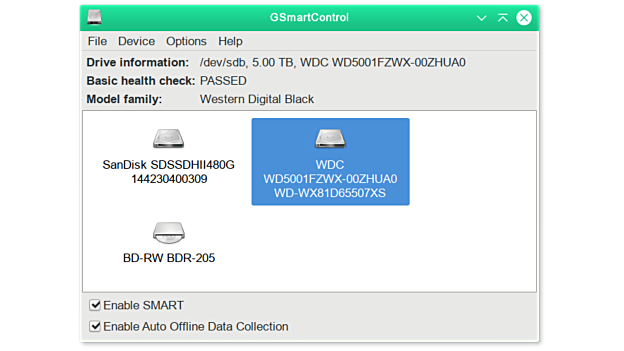 GSmartControl
File Device Options Help
Drive information: /dev/sdb, 5.00 TB, WDC WD5001FZWX-00ZHUA0
Basic health check: PASSED
Model family: Western Digital Black
SanDisk SDSSDHII480G
144230400309
WDC
WD5001FZWX-00ZHUA0
WD-WX81D65507XS
BD-RW BDR-205
Enable SMART
Enable Auto Offline Data Collection